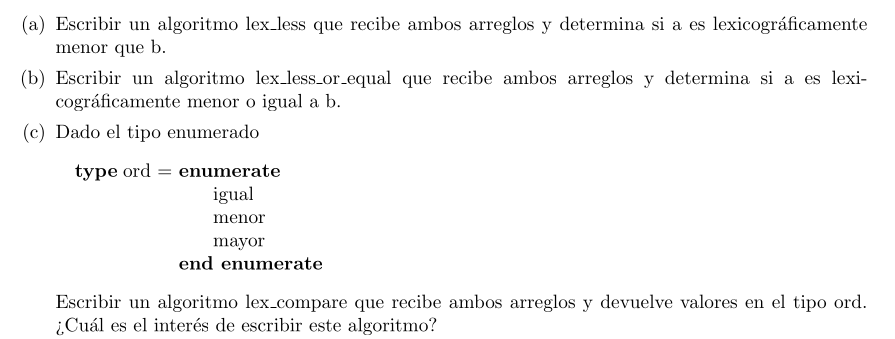 (a) Escribir un algoritmo lex_less que recibe ambos arreglos y determina si a es lexicográficamente
menor que b.
(b) Escribir un algoritmo lex_less_or_equal que recibe ambos arreglos y determina si a es lexi-
cográficamente menor o igual a b.
(c) Dado el tipo enumerado
type ord = enumerate
igual
menor
mayor
end enumerate
Escribir un algoritmo lex_compare que recibe ambos arreglos y devuelve valores en el tipo ord.
¿Cuál es el interés de escribir este algoritmo?